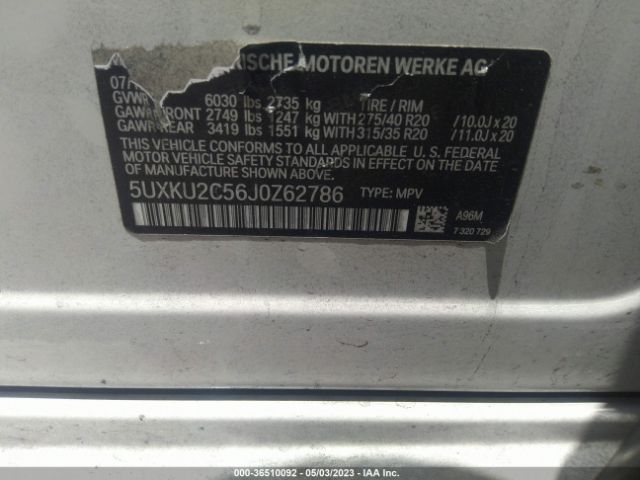 ISCHE MOTOREN WERKE AG
07/
GVWR 6030 lbs 2735 kg TIRE / RIM
GAWR FRONT 2749 lbs 1247 kg WITH 275/40 R20 /10.0J x 20
GAWR REAR 3419 lbs 1551 kg WITH 315/35 R20 /11.0J x 20
THIS VEHICLE CONFORMS TO ALL APPLICABLE U. S. FEDERAL
MOTOR VEHICLE SAFETY STANDARDS IN EFFECT ON THE DATE
OF MANUFACTURE SHOWN ABOVE.
5UXKU2C56J0Z62786 TYPE: MPV
A96M
7 320 729
000-36510092 - 05/03/2023 - IAA Inc.